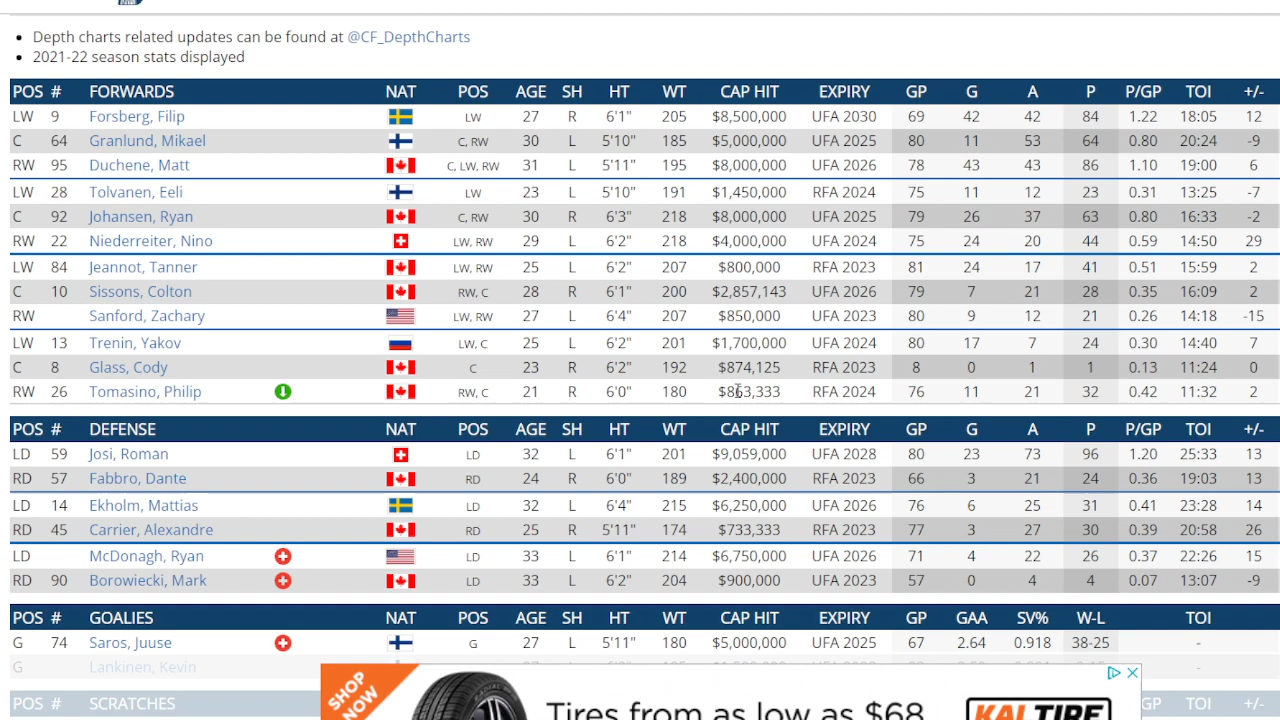 Depth charts related updates can be found at @CF_DepthCharts
2021-22 season stats displayed
POS # FORWARDS NAT POS AGE SH HT WT CAP HIT EXPIRY GP G A P P/GP TOI +/-
LW 9 Forsberg, Filip LW 27 R 6'1" 205 $8,500,000 UFA 2030 69 42 42 84 1.22 18:05 12
C 64 Granlund, Mikael C, RW 30 L 5'10" 185 $5,000,000 UFA 2025 80 11 53 64 0.80 20:24 -9
RW 95 Duchene, Matt C, LW, RW 31 L 5'11" 195 $8,000,000 UFA 2026 78 43 43 86 1.10 19:00 6
LW 28 Tolvanen, Eeli LW 23 L 5'10" 191 $1,450,000 RFA 2024 75 11 12 23 0.31 13:25 -7
C 92 Johansen, Ryan C, RW 30 R 6'3" 218 $8,000,000 UFA 2025 79 26 37 63 0.80 16:33 -2
RW 22 Niederreiter, Nino LW, RW 29 L 6'2" 218 $4,000,000 UFA 2024 75 24 20 44 0.59 14:50 29
LW 84 Jeannot, Tanner LW, RW 25 L 6'2" 207 $800,000 RFA 2023 81 24 17 41 0.51 15:59 2
C 10 Sissons, Colton RW, C 28 R 6'1" 200 $2,857,143 UFA 2026 79 7 21 28 0.35 16:09 2
RW Sanford, Zachary LW, RW 27 L 6'4" 207 $850,000 UFA 2023 80 9 12 21 0.26 14:18 -15
LW 13 Trenin, Yakov LW, C 25 L 6'2" 201 $1,700,000 RFA 2024 80 17 7 24 0.30 14:40 7
C 8 Glass, Cody C 23 R 6'2" 192 $874,125 RFA 2023 8 0 1 1 0.13 11:24 0
RW 26 Tomasino, Philip RW, C 21 R 6'0" 180 $863,333 RFA 2024 76 11 21 32 0.42 11:32 2
POS # DEFENSE NAT POS AGE SH HT WT CAP HIT EXPIRY GP G A P P/GP TOI +/-
LD 59 Josi, Roman LD 32 L 6'1" 201 $9,059,000 UFA 2028 80 23 73 96 1.20 25:33 13
RD 57 Fabbro, Dante RD 24 R 6'0" 189 $2,400,000 RFA 2024 66 3 21 24 0.36 19:03 13
LD 14 Ekholm, Mattias LD 32 L 6'4" 215 $6,250,000 UFA 2026 76 6 25 31 0.41 23:28 14
RD 45 Carrier, Alexandre RD 25 R 5'11" 174 $733,333 RFA 2023 77 3 27 30 0.39 20:58 26
LD McDonagh, Ryan LD 33 L 6'1" 214 $6,750,000 UFA 2026 71 4 22 26 0.37 22:26 15
RD 90 Borowiecki, Mark LD 33 L 6'2" 204 $900,000 UFA 2023 57 0 4 4 0.07 13:07 -9
POS # GOALIES NAT POS AGE SH HT WT CAP HIT EXPIRY GP GAA SV% W-L TOI
G 74 Saros, Juuse G 27 L 5'11" 180 $5,000,000 UFA 2025 67 2.64 0.918 38-25 -
G Lankinen, Kevin
POS # SCRATCHES GP TOI +/-
SHOP NOW
Tires from as low as $68
KALTIRE